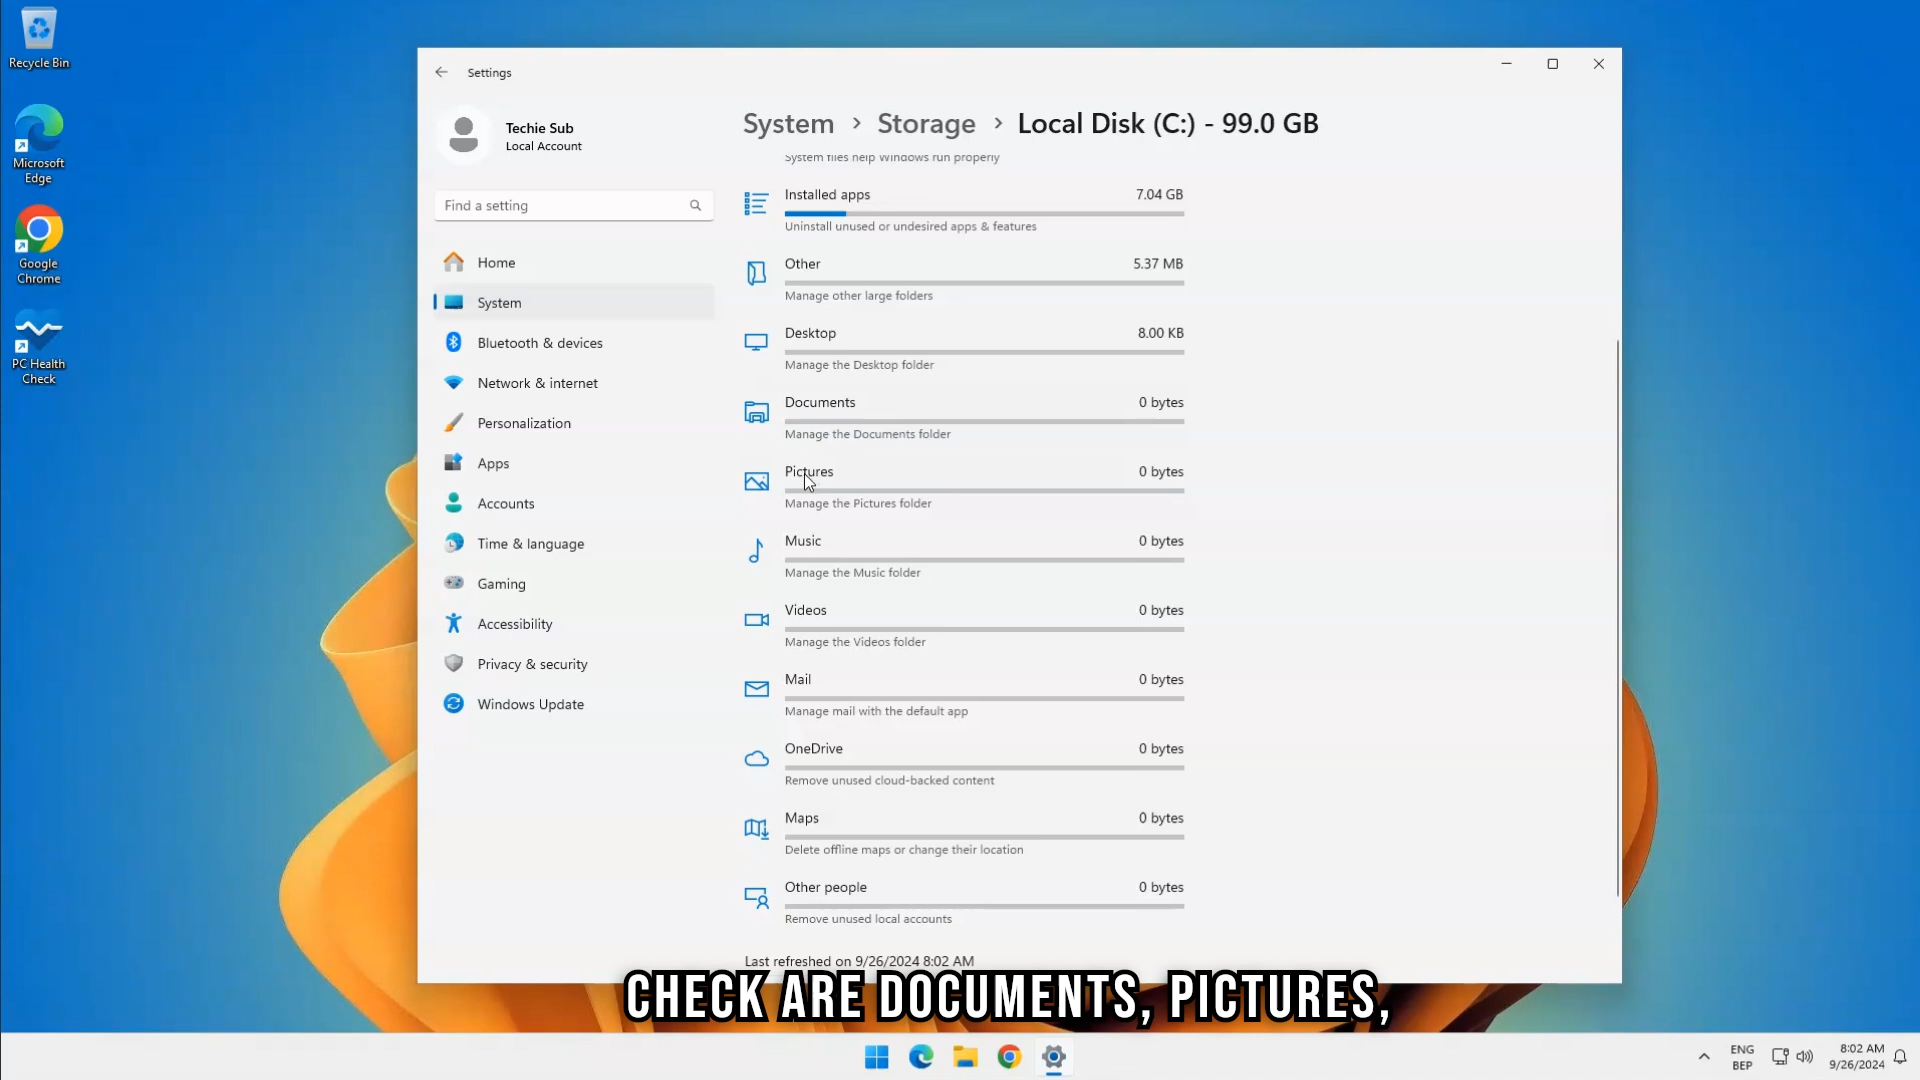 Recycle Bin
Microsoft
Edge
Google
Chrome
PC Health
Check
Settings
Techie Sub
Local Account
Find a setting
Home
System
Bluetooth & devices
Network & internet
Personalization
Apps
Accounts
Time & language
Gaming
Accessibility
Privacy & security
Windows Update
System > Storage > Local Disk (C:) - 99.0 GB
System files help Windows run properly
Installed apps 7.04 GB
Uninstall unused or undesired apps & features
Other 5.37 MB
Manage other large folders
Desktop 8.00 KB
Manage the Desktop folder
Documents 0 bytes
Manage the Documents folder
Pictures 0 bytes
Manage the Pictures folder
Music 0 bytes
Manage the Music folder
Videos 0 bytes
Manage the Videos folder
Mail 0 bytes
Manage mail with the default app
OneDrive 0 bytes
Remove unused cloud-backed content
Maps 0 bytes
Delete offline maps or change their location
Other people 0 bytes
Remove unused local accounts
Last refreshed on 9/26/2024 8:02 AM
CHECK ARE DOCUMENTS, PICTURES,
ENG
BEP
8:02 AM
9/26/2024